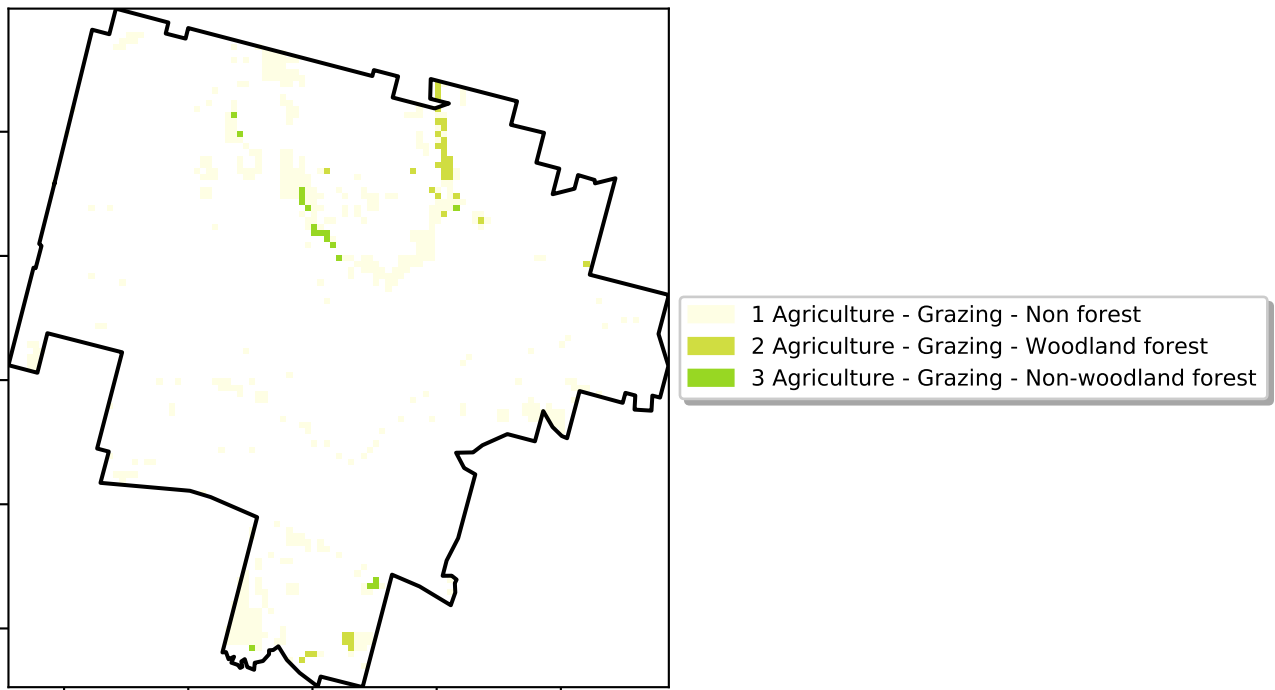 1 Agriculture - Grazing - Non forest
2 Agriculture - Grazing - Woodland forest
3 Agriculture - Grazing - Non-woodland forest